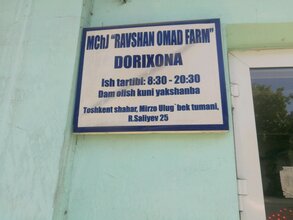 MChJ "RAVSHAN OMAD FARM"
DORIXONA
Ish tartibi: 8:30 - 20:30
Dam olish kuni yakshanba
Toshkent shahar, Mirzo Ulug`bek tumani,
R.Saliyev 25